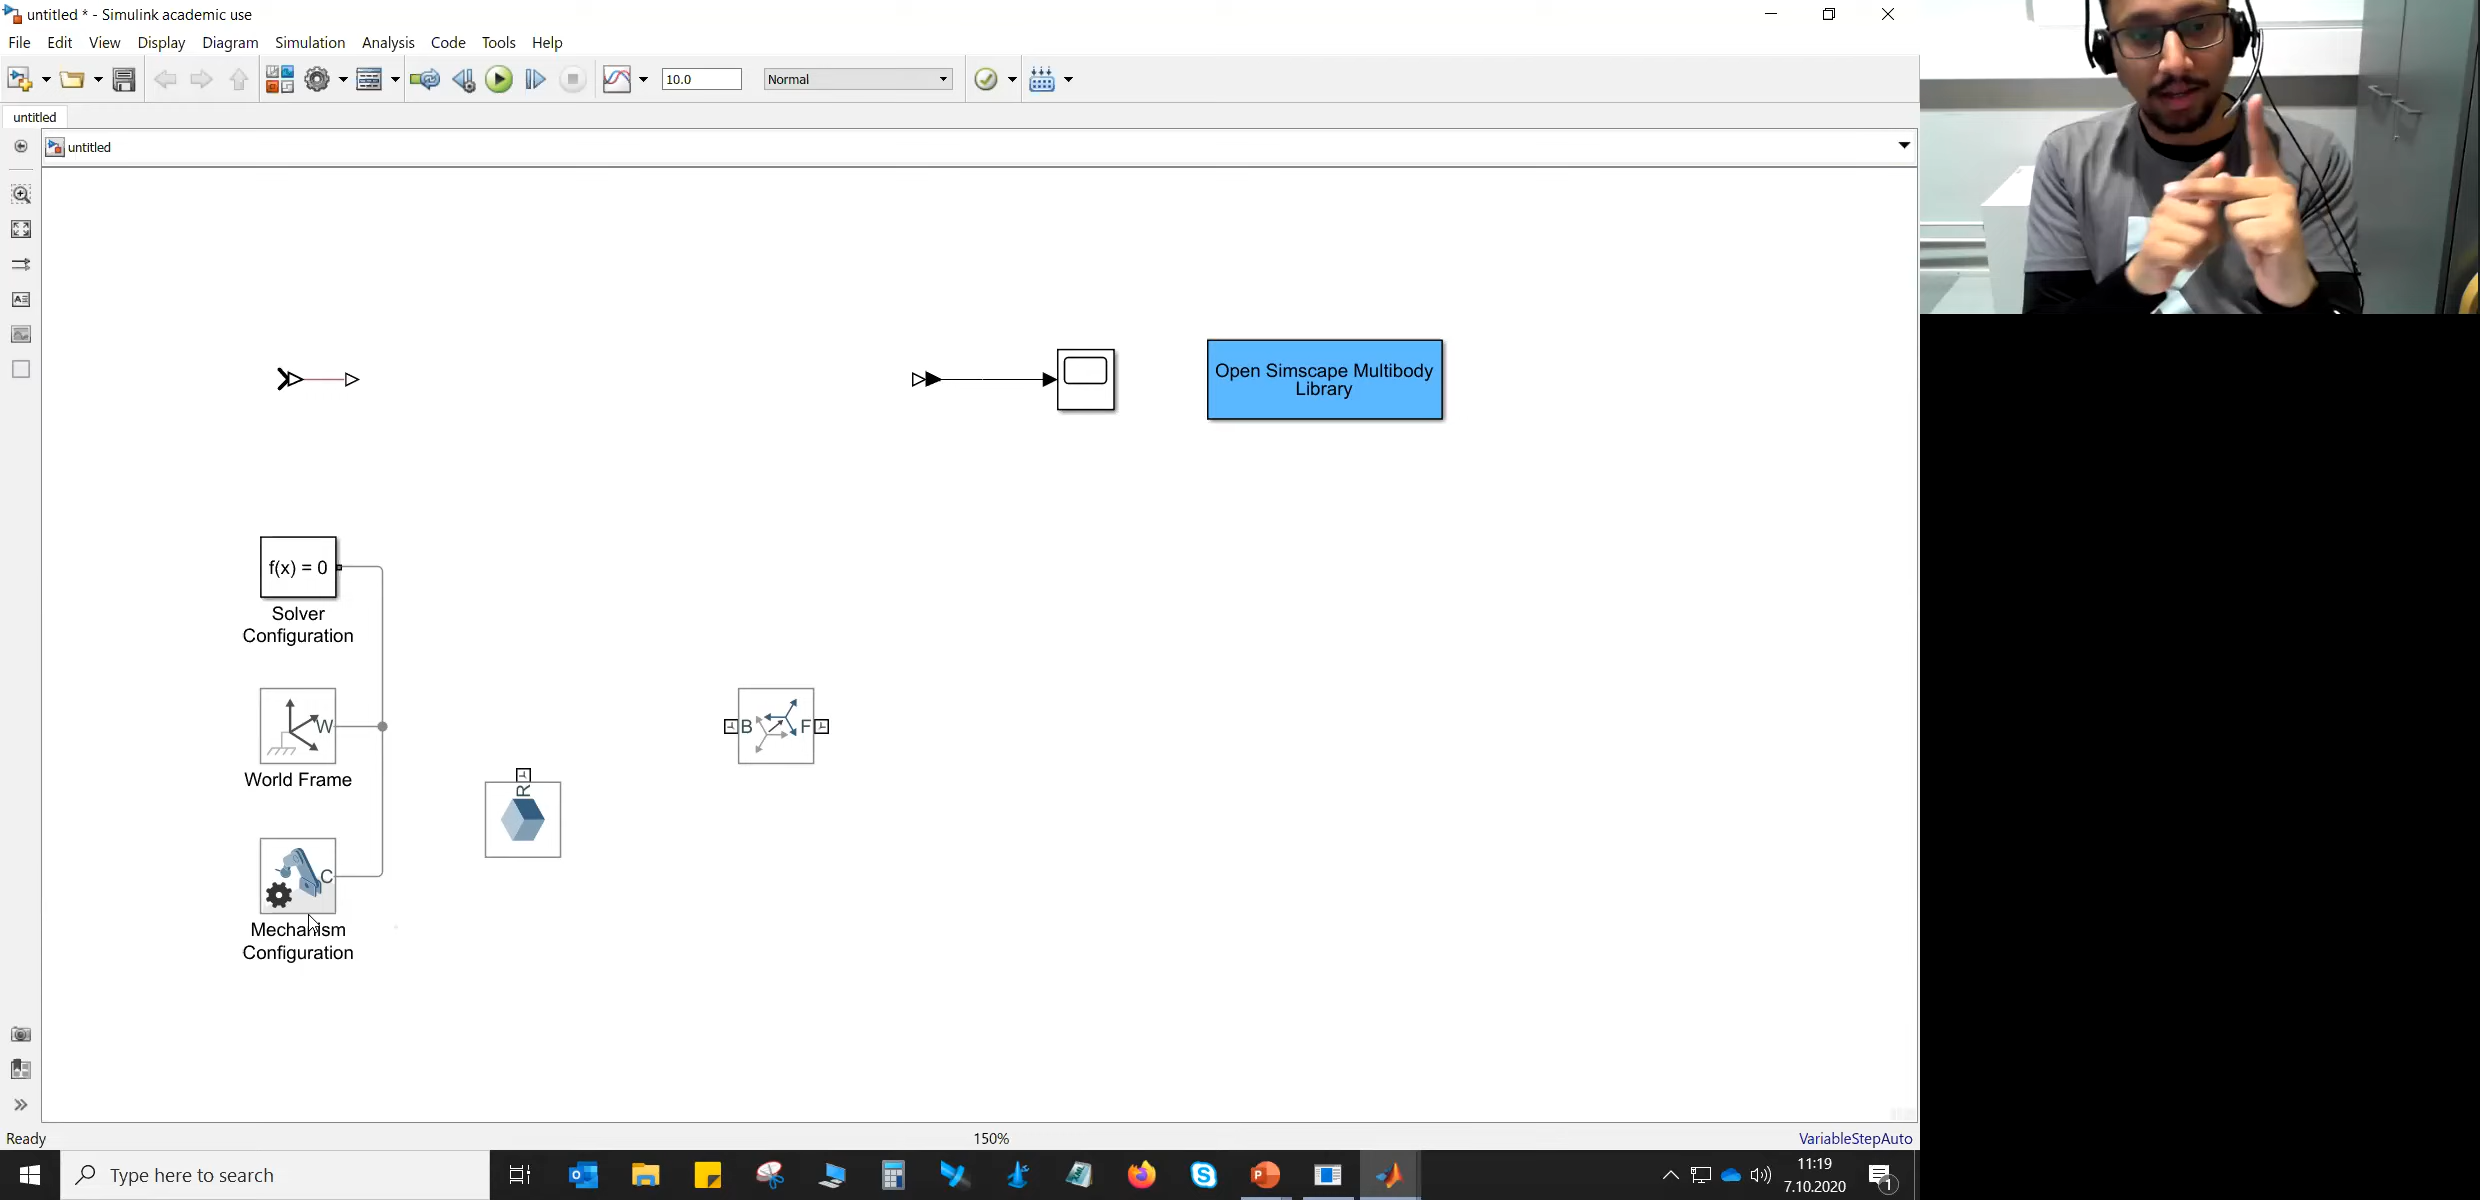 untitled * - Simulink academic use
File Edit View Display Diagram Simulation Analysis Code Tools Help
10.0 Normal
untitled
untitled
Open Simscape Multibody
Library
f(x) = 0
Solver
Configuration
W
World Frame
B F
R
C
Mechanism
Configuration
Ready 150% VariableStepAuto
Type here to search
11:19
7.10.2020
1